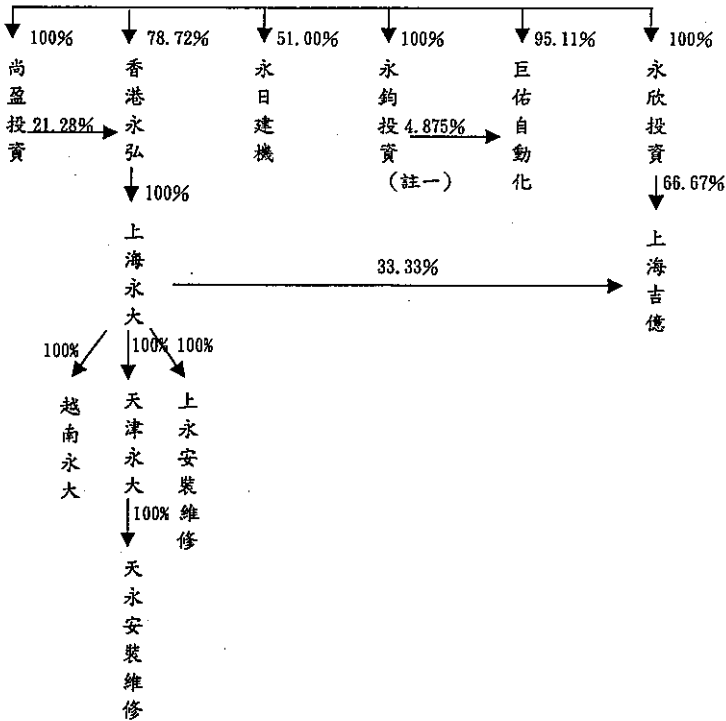 100%
78.72%
51.00%
100%
95.11%
100%
尚盈投資
香港永弘
永日建機
永鈞投資
(註一)
巨佑自動化
永欣投資
21.28%
4.875%
100%
66.67%
上海永大
33.33%
上海吉億
100%
100%
100%
越南永大
天津永大
上永安裝維修
100%
天永安裝維修